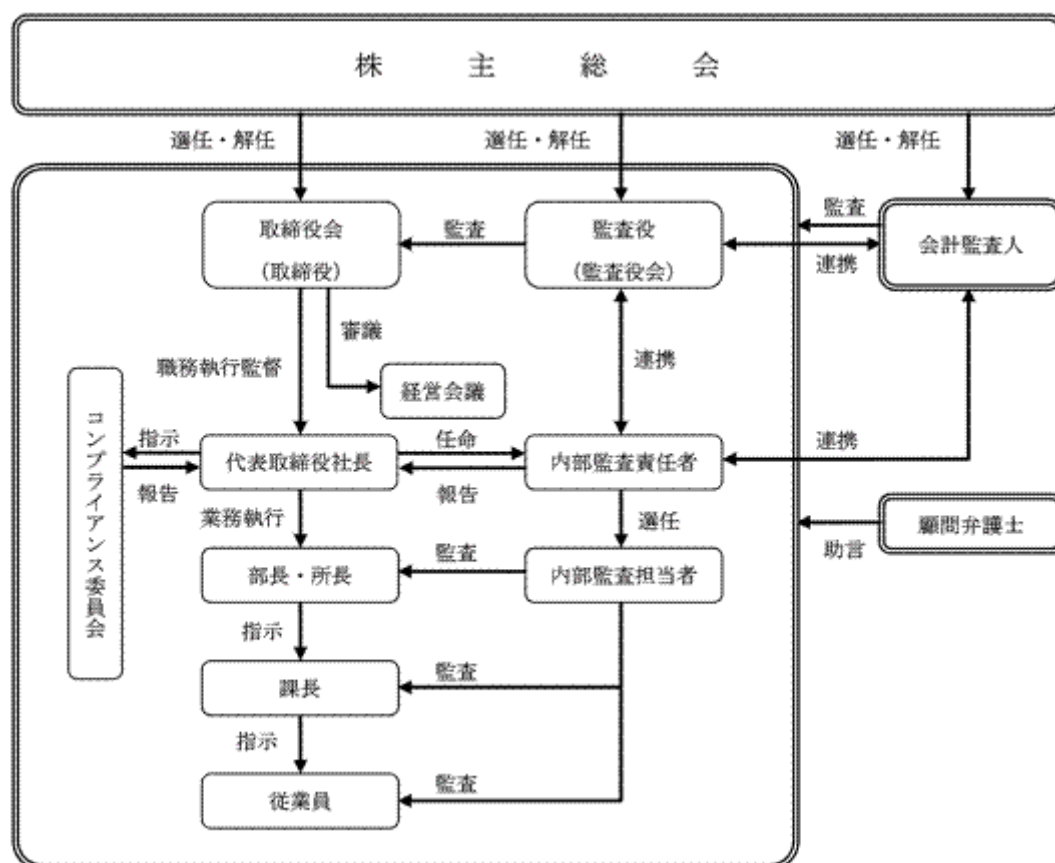 株主総会
選任・解任
選任・解任
選任・解任
取締役会
(取締役)
監査
監査役
(監査役会)
監査
連携
会計監査人
審議
職務執行監督
経営会議
連携
コンプライアンス委員会
指示
報告
代表取締役社長
任命
報告
内部監査責任者
連携
業務執行
選任
顧問弁護士
助言
部長・所長
監査
内部監査担当者
指示
課長
監査
指示
従業員
監査